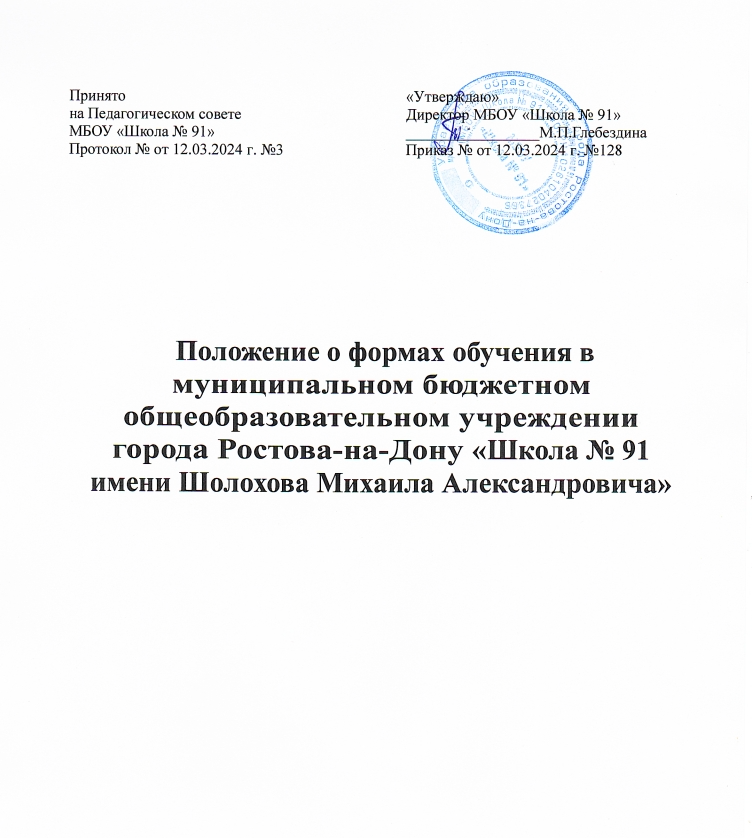 Принято
на Педагогическом совете
МБОУ «Школа № 91»
Протокол № от 12.03.2024 г. №3
«Утверждаю»
Директор МБОУ «Школа № 91»
М.П.Глебездина
Приказ № от 12.03.2024 г. №128
Положение о формах обучения в
муниципальном бюджетном
общеобразовательном учреждении
города Ростова-на-Дону «Школа № 91
имени Шолохова Михаила Александровича»